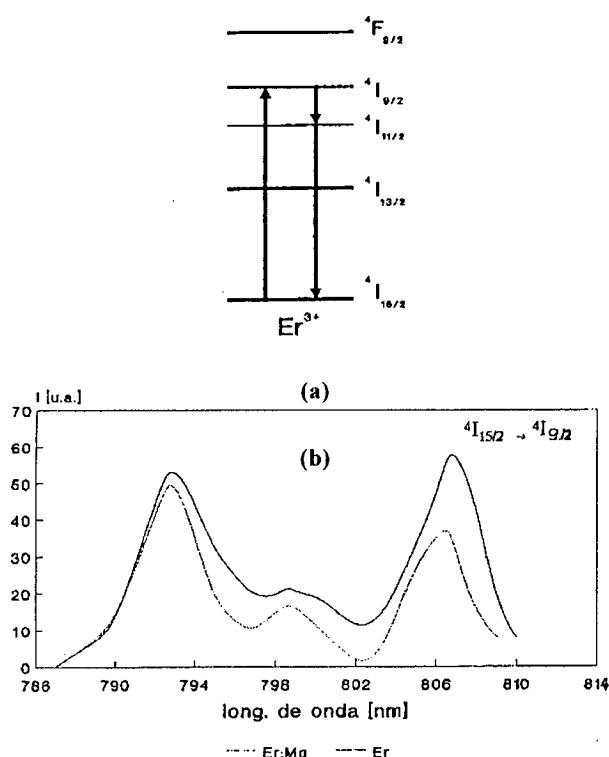 ⁴F₉/₂
⁴I₉/₂
⁴I₁₁/₂
⁴I₁₃/₂
⁴I₁₅/₂
Er³⁺
(a)
I [u.a.]
70
60
50
40
30
20
10
0
(b)
⁴I₁₅/₂ → ⁴I₉/₂
786 790 794 798 802 806 810 814
long. de onda [nm]
Er:Mg Er